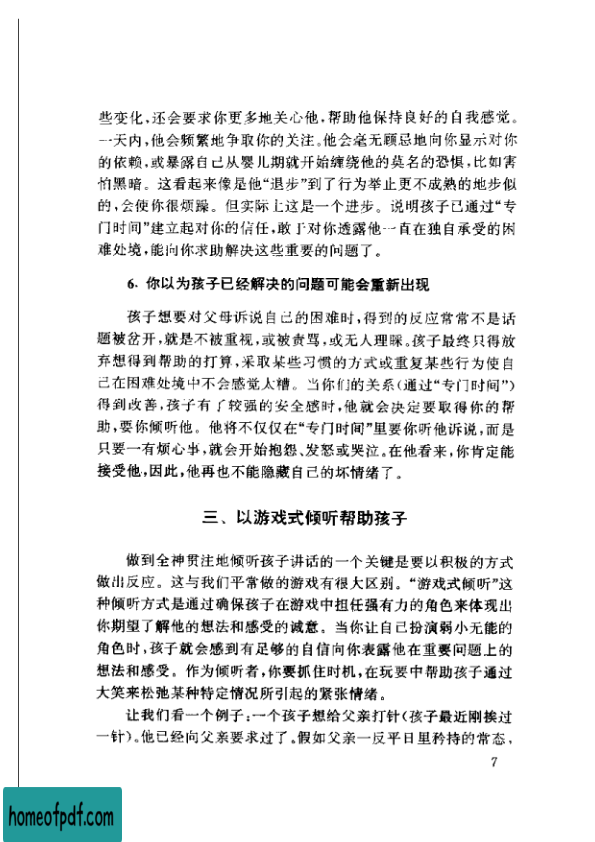 些变化,还会要求你更多地关心他,帮助他保持良好的自我感觉。
一天内,他会频繁地争取你的关注。他会毫无顾忌地向你显示对你
的依赖,或暴露自己从婴儿期就开始缠绕他的莫名的恐惧,比如害
怕黑暗。这看起来像是他“退步”到了行为举止更不成熟的地步似
的,会使你很烦躁。但实际上这是一个进步。说明孩子已通过“专
门时间”建立起对你的信任,敢于对你透露他一直在独自承受的困
难处境,能向你求助解决这些重要的问题了。
6. 你以为孩子已经解决的问题可能会重新出现
孩子想要对父母诉说自己的困难时,得到的反应常常不是话
题被岔开,就是不被重视,或被责骂,或无人理睬。孩子最终只得放
弃想得到帮助的打算,采取某些习惯的方式或重复某些行为使自
己在困难处境中不会感觉太糟。当你们的关系(通过“专门时间”)
得到改善,孩子有了较强的安全感时,他就会决定要取得你的帮
助,要你倾听他。他将不仅仅在“专门时间”里要你听他诉说,而是
只要一有烦心事,就会开始抱怨、发怒或哭泣。在他看来,你肯定能
接受他,因此,他再也不能隐藏自己的坏情绪了。
三、以游戏式倾听帮助孩子
做到全神贯注地倾听孩子讲话的一个关键是要以积极的方式
做出反应。这与我们平常做的游戏有很大区别。“游戏式倾听”这
种倾听方式是通过确保孩子在游戏中担任强有力的角色来体现出
你期望了解他的想法和感受的诚意。当你让自己扮演弱小无能的
角色时,孩子就会感到有足够的自信向你表露他在重要问题上的
想法和感受。作为倾听者,你要抓住时机,在玩耍中帮助孩子通过
大笑来松弛某种特定情况所引起的紧张情绪。
让我们看一个例子:一个孩子想给父亲打针(孩子最近刚挨过
一针)。他已经向父亲要求过了。假如父亲一反平日里矜持的常态,
7
homeofpdf.com